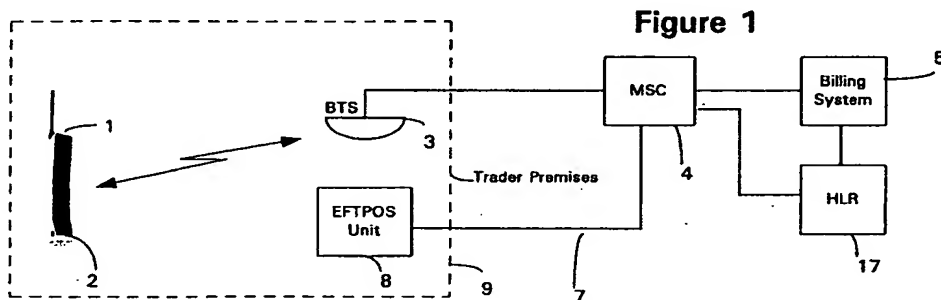 Figure 1
MSC
4
Billing
System
BTS
3
1
2
Trader Premises
EFTPOS
Unit
8
9
7
HLR
17